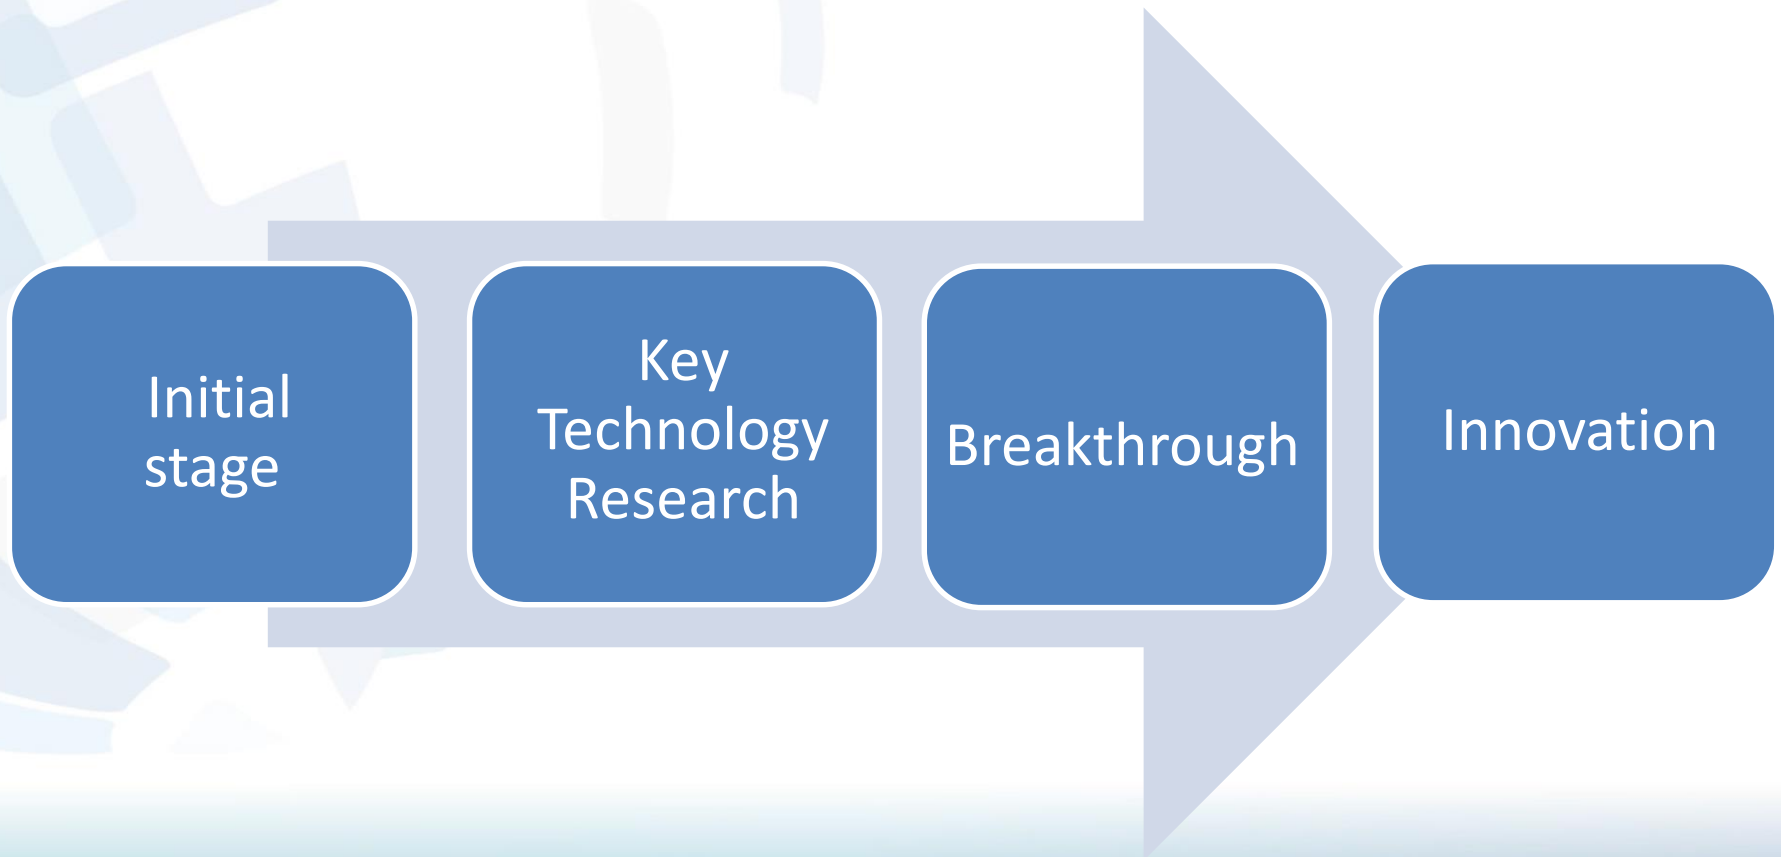 Initial
stage
Key
Technology
Research
Breakthrough
Innovation